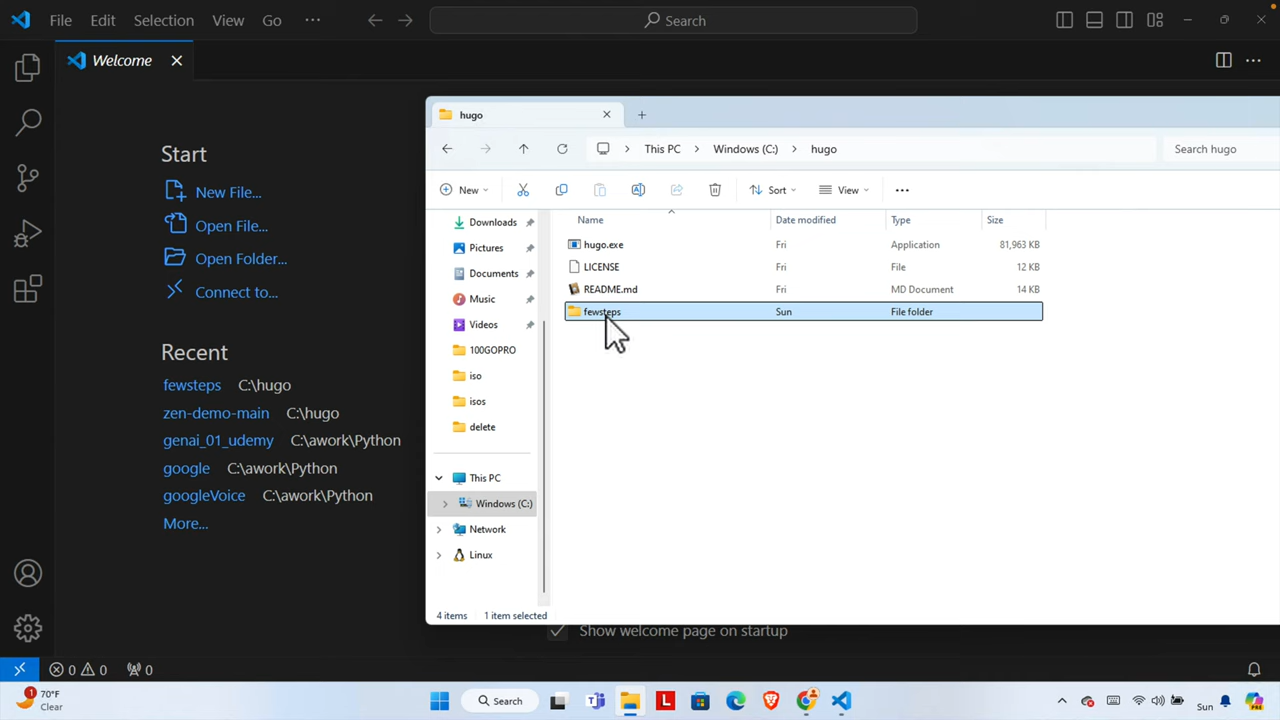 File Edit Selection View Go ··· Search
Welcome
Start
New File...
Open File...
Open Folder...
Connect to...
Recent
fewsteps C:\hugo
zen-demo-main C:\hugo
genai_01_udemy C:\awork\Python
google C:\awork\Python
googleVoice C:\awork\Python
More...
hugo
This PC > Windows (C:) > hugo
Search hugo
New Sort View ···
Name Date modified Type Size
hugo.exe Fri Application 81,963 KB
LICENSE Fri File 12 KB
README.md Fri MD Document 14 KB
fewsteps Sun File folder
Downloads
Pictures
Documents
Music
Videos
100GOPRO
iso
isos
delete
This PC
Windows (C:)
Network
Linux
4 items 1 item selected
Show welcome page on startup
0 0 0
1 70°F
Clear
Search
L
Sun
PRE